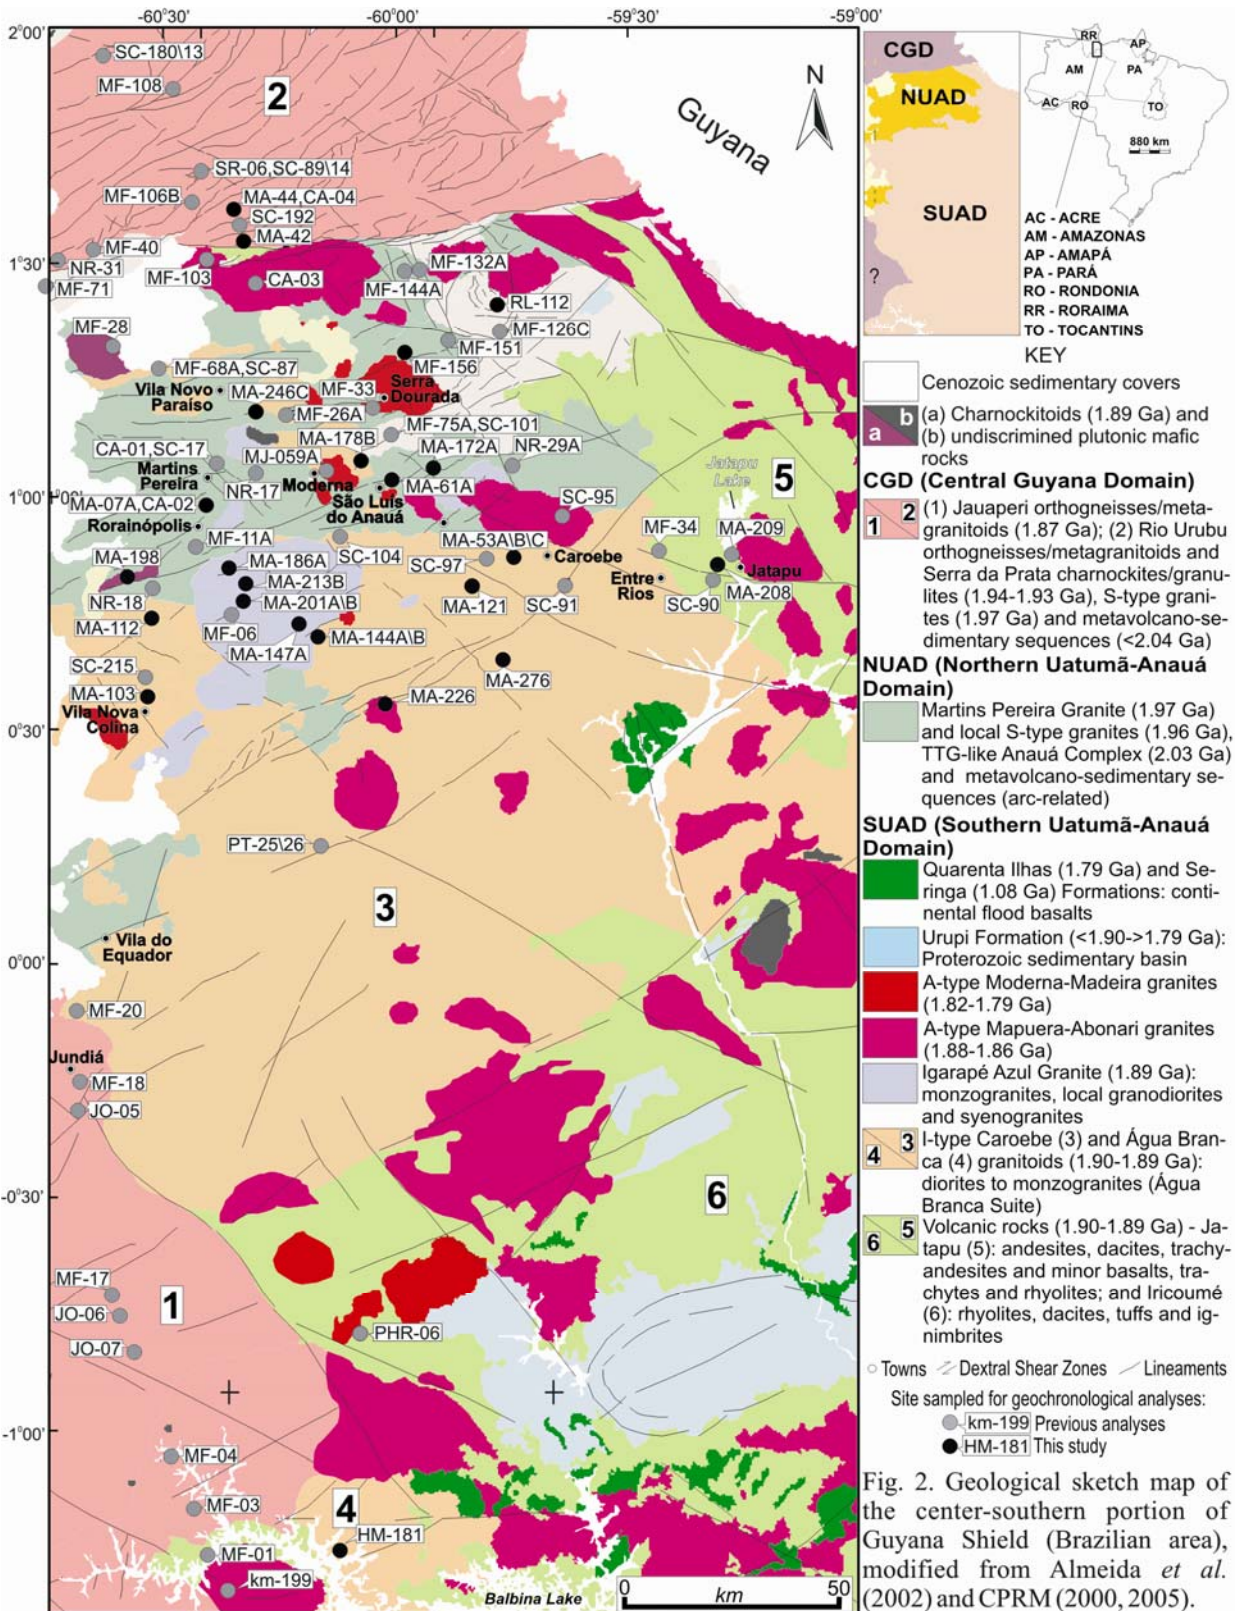 -60°30'
-60°00'
-59°30'
-59°00'
2°00'
SC-180\13
MF-108
2
N
Guyana
SR-06,SC-89\14
MF-106B
MA-44,CA-04
SC-192
MA-42
MF-40
1°30'
NR-31
MF-103
CA-03
MF-132A
MF-144A
MF-71
RL-112
MF-28
MF-126C
MF-151
MF-68A,SC-87
MF-156
Vila Novo
Paraíso
MA-246C
MF-33
Serra
Dourada
MF-26A
MF-75A,SC-101
MA-178B
MA-172A
NR-29A
CA-01,SC-17
MJ-059A
Martins
Pereira
NR-17
Moderna
MA-61A
Jatapu
Lake
5
1°00'
São Luis
do Anauá
SC-95
MA-07A,CA-02
Rorainópolis
MF-34
MA-209
MF-11A
MA-53A\B\C
MA-198
MA-186A
SC-104
SC-97
Caroebe
Jatapu
MA-213B
Entre
Rios
NR-18
MA-201A\B
MA-121
SC-91
SC-90
MA-208
MA-112
MF-06
MA-144A\B
MA-147A
SC-215
MA-276
MA-103
MA-226
Vila Nova
Colina
0°30'
PT-25\26
3
Vila do
Equador
0°00'
MF-20
Jundiá
MF-18
JO-05
-0°30'
6
MF-17
JO-06
1
PHR-06
JO-07
-1°00'
MF-04
MF-03
4
HM-181
MF-01
km-199
Balbina Lake
0
km
50
CGD
NUAD
SUAD
?
RR
AP
AM
PA
AC
RO
TO
880 km
AC - ACRE
AM - AMAZONAS
AP - AMAPÁ
PA - PARÁ
RO - RONDONIA
RR - RORAIMA
TO - TOCANTINS
KEY
Cenozoic sedimentary covers
a b (a) Charnockitoids (1.89 Ga) and
(b) undiscrimined plutonic mafic
rocks
CGD (Central Guyana Domain)
1 2 (1) Jauaperi orthogneisses/meta-
granitoids (1.87 Ga); (2) Rio Urubu
orthogneisses/metagranitoids and
Serra da Prata charnockites/granu-
lites (1.94-1.93 Ga), S-type grani-
tes (1.97 Ga) and metavolcano-se-
dimentary sequences (<2.04 Ga)
NUAD (Northern Uatumã-Anauá
Domain)
Martins Pereira Granite (1.97 Ga)
and local S-type granites (1.96 Ga),
TTG-like Anauá Complex (2.03 Ga)
and metavolcano-sedimentary se-
quences (arc-related)
SUAD (Southern Uatumã-Anauá
Domain)
Quarenta Ilhas (1.79 Ga) and Se-
ringa (1.08 Ga) Formations: conti-
nental flood basalts
Urupi Formation (<1.90->1.79 Ga):
Proterozoic sedimentary basin
A-type Moderna-Madeira granites
(1.82-1.79 Ga)
A-type Mapuera-Abonari granites
(1.88-1.86 Ga)
Igarapé Azul Granite (1.89 Ga):
monzogranites, local granodiorites
and syenogranites
4 3 I-type Caroebe (3) and Água Bran-
ca (4) granitoids (1.90-1.89 Ga):
diorite to monzogranites (Água
Branca Suite)
6 5 Volcanic rocks (1.90-1.89 Ga) - Ja-
tapu (5): andesites, dacites, trachy-
andesites and minor basalts, tra-
chytes and rhyolites; and Iricoumé
(6): rhyolites, dacites, tuffs and ig-
nimbrites
Towns Dextral Shear Zones Lineaments
Site sampled for geochronological analyses:
km-199 Previous analyses
HM-181 This study
Fig. 2. Geological sketch map of
the center-southern portion of
Guyana Shield (Brazilian area),
modified from Almeida et al.
(2002) and CPRM (2000, 2005).